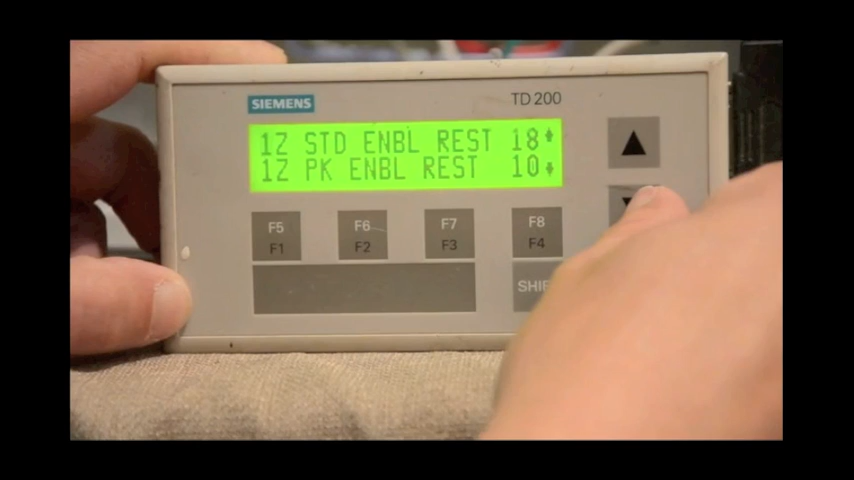 SIEMENS
TD 200
1Z STD ENBL REST 18
1Z PK ENBL REST 10
F5 F6 F7 F8
F1 F2 F3 F4